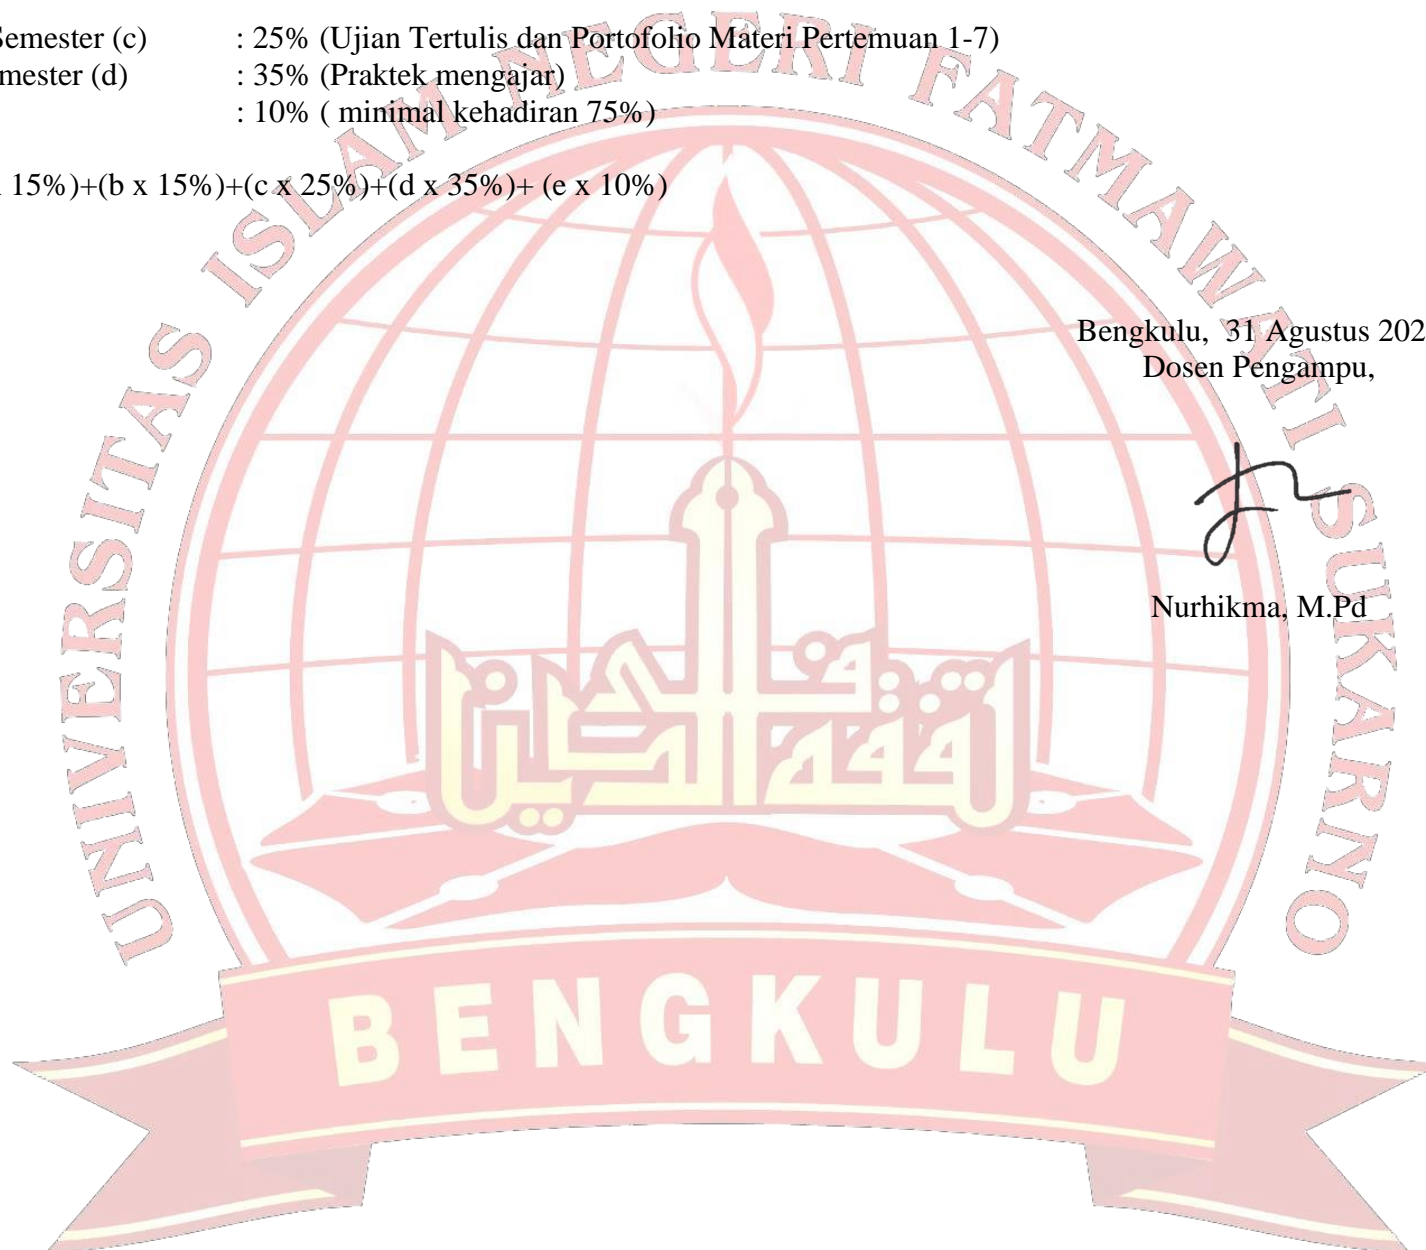 Semester (c) : 25% (Ujian Tertulis dan Portofolio Materi Pertemuan 1-7)
mester (d) : 35% (Praktek mengajar)
: 10% ( minimal kehadiran 75%)
15%)+(b x 15%)+(c x 25%)+(d x 35%)+ (e x 10%)
UNIVERSITAS ISLAM NEGERI FATMAWATI SUKARNO
Bengkulu, 31 Agustus 202
Dosen Pengampu,
Nurhikma, M.Pd
BENGKULU